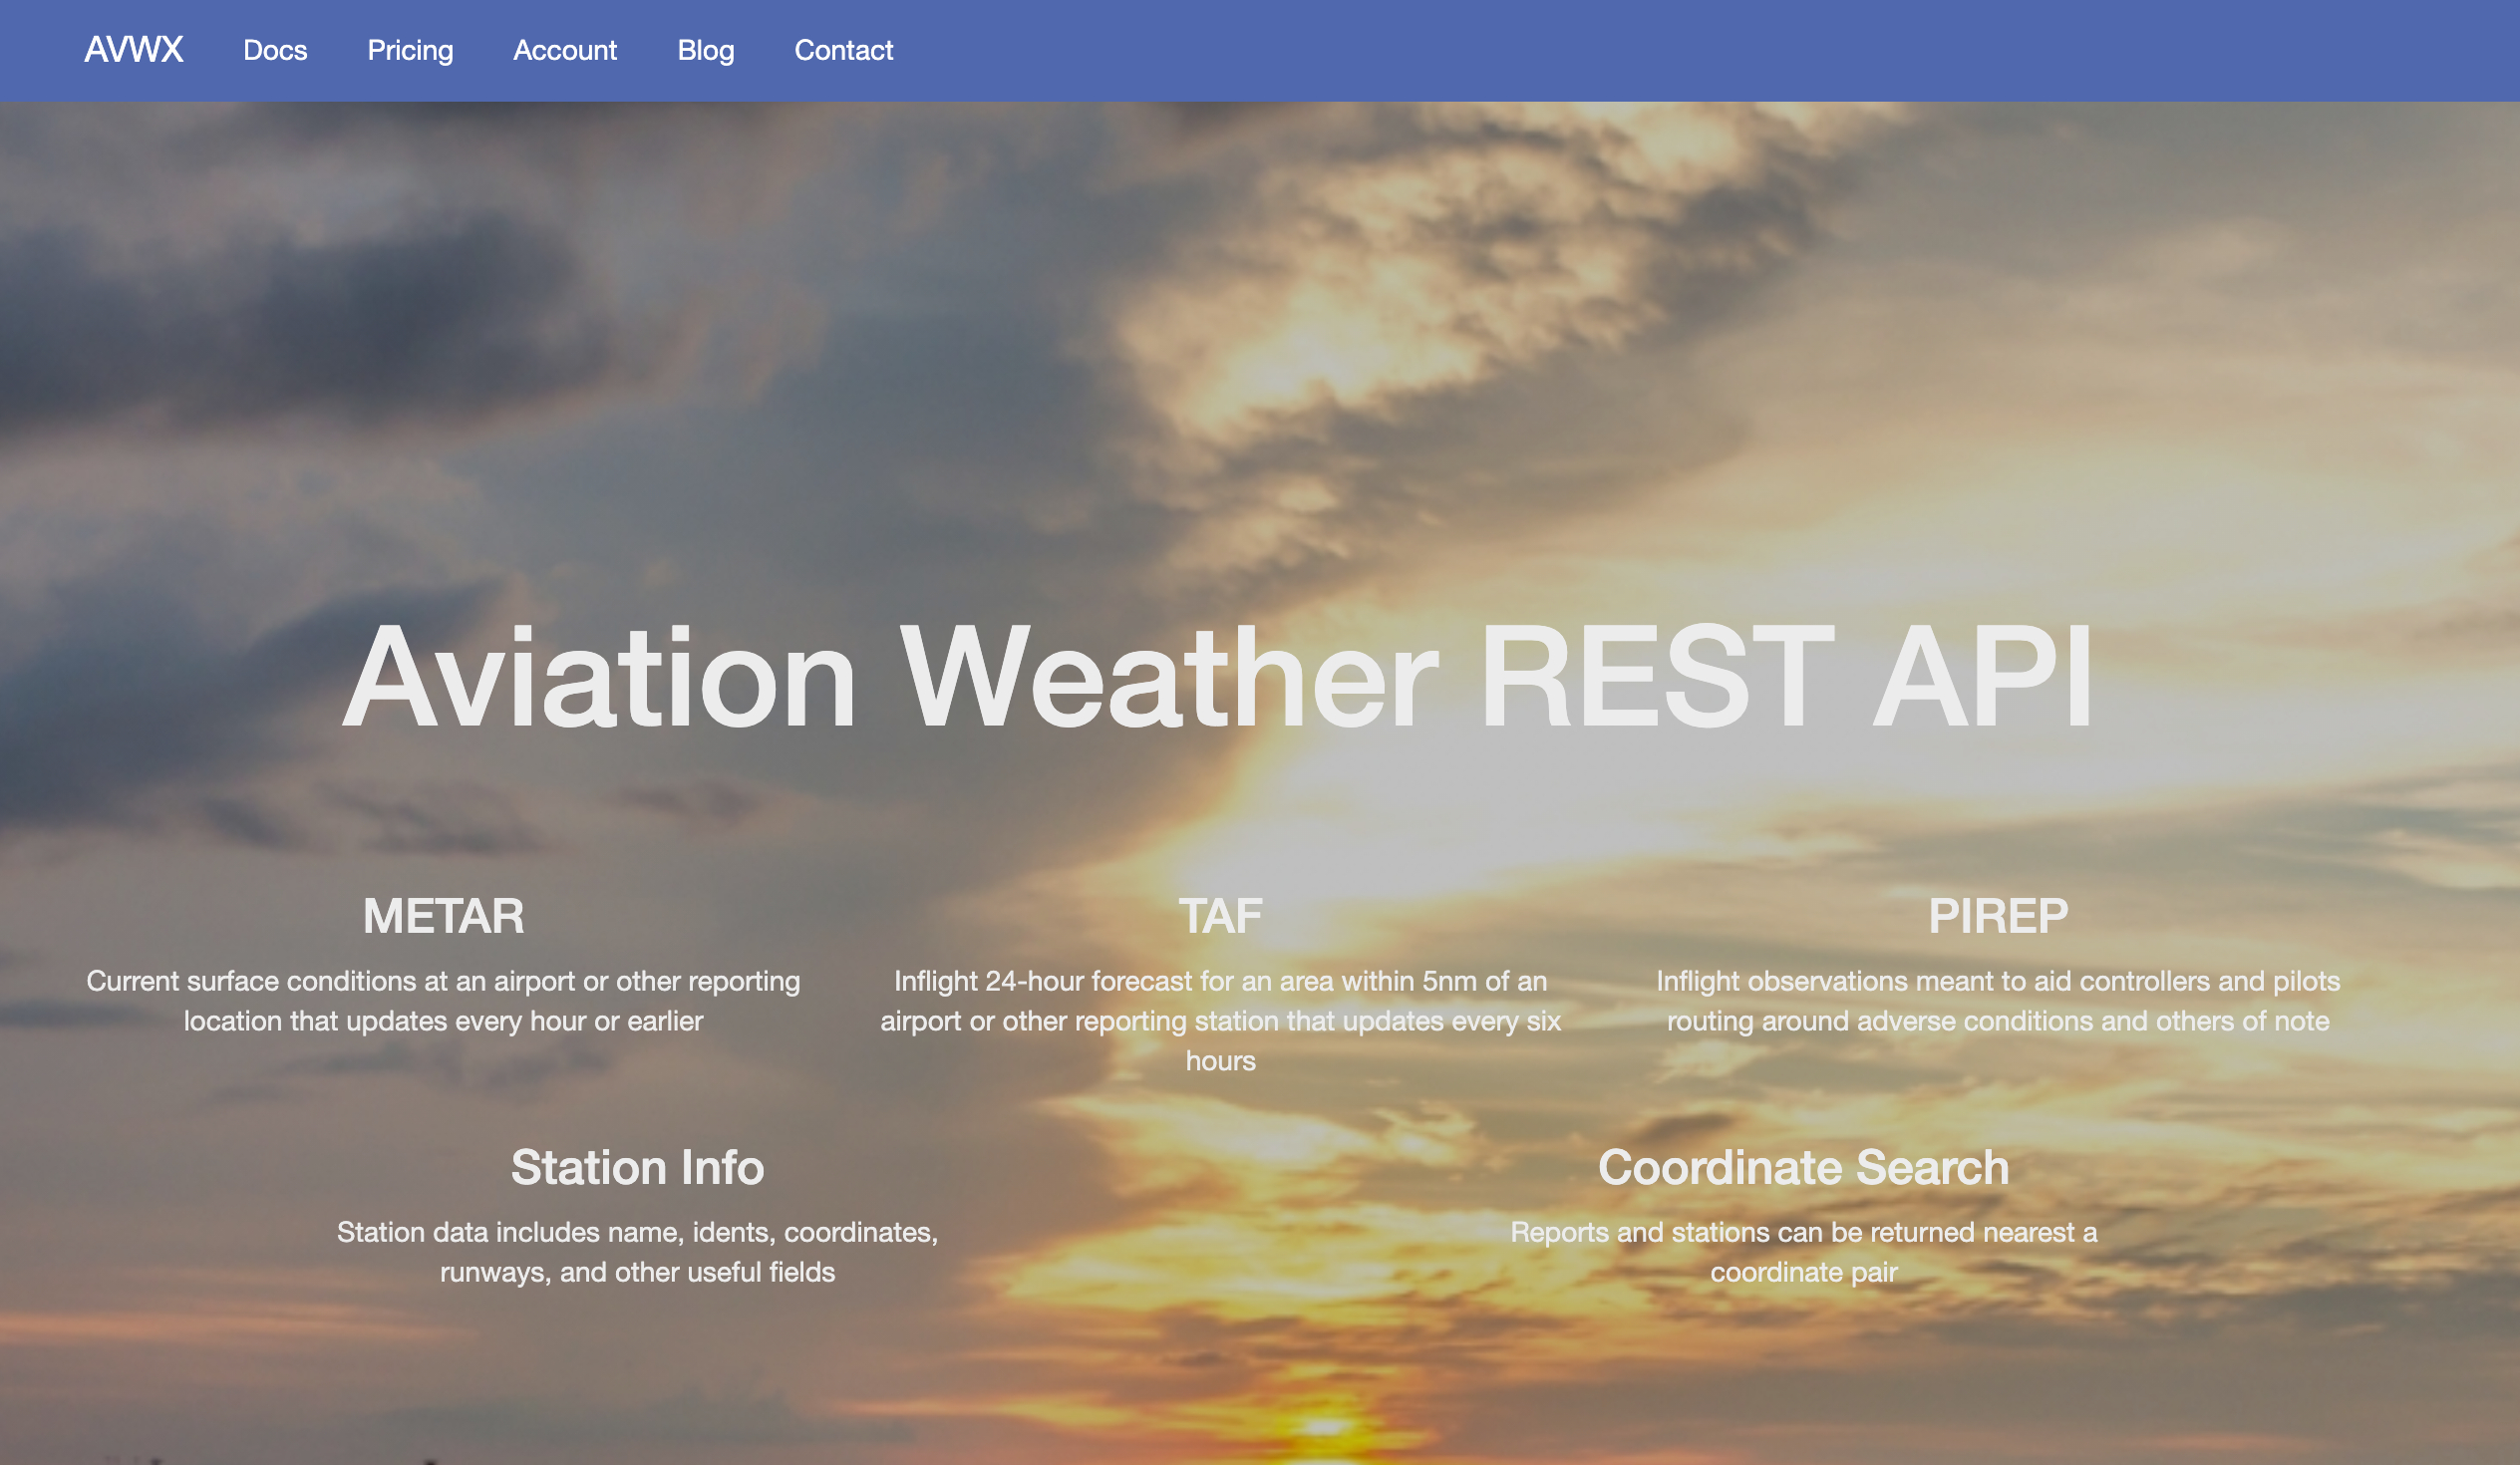 AVWX Docs Pricing Account Blog Contact
Aviation Weather REST API
METAR
Current surface conditions at an airport or other reporting
location that updates every hour or earlier
TAF
Inflight 24-hour forecast for an area within 5nm of an
airport or other reporting station that updates every six
hours
PIREP
Inflight observations meant to aid controllers and pilots
routing around adverse conditions and others of note
Station Info
Station data includes name, idents, coordinates,
runways, and other useful fields
Coordinate Search
Reports and stations can be returned nearest a
coordinate pair